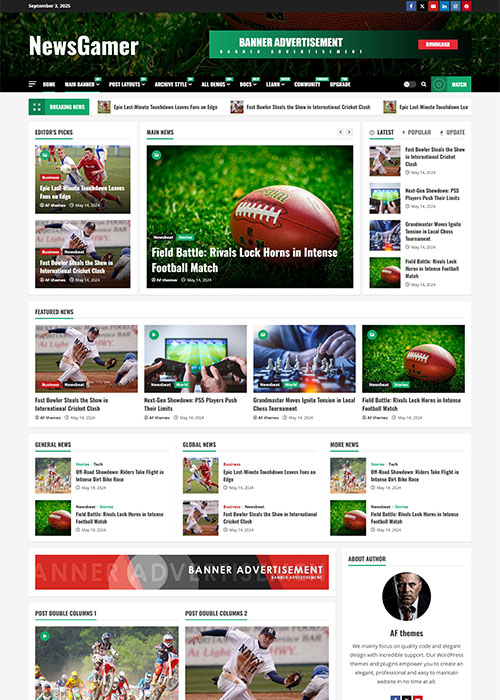 September 3, 2025
NewsGamer
BANNER ADVERTISEMENT
BANNER ADVERTISEMENT
DOWNLOAD
HOME MAIN BANNER POST LAYOUTS ARCHIVE STYLE ALL DEMOS DOCS LEARN COMMUNITY UPGRADE
WATCH
BREAKING NEWS
Epic Last-Minute Touchdown Leaves Fans on Edge
Fast Bowler Steals the Show in International Cricket Clash
Epic Last-Minute Touchdown Leav
EDITOR'S PICKS
Business
Epic Last-Minute Touchdown Leaves
Fans on Edge
AF themes May 14, 2024
Business Newsbeat
Fast Bowler Steals the Show in
International Cricket Clash
AF themes May 14, 2024
MAIN NEWS
Newsbeat Stories
Field Battle: Rivals Lock Horns in Intense
Football Match
AF themes May 14, 2024
LATEST POPULAR UPDATE
Fast Bowler Steals the Show
in International Cricket
Clash
May 14, 2024
Next-Gen Showdown: PS5
Players Push Their Limits
May 14, 2024
Grandmaster Moves Ignite
Tension in Local Chess
Tournament
May 14, 2024
Field Battle: Rivals Lock
Horns in Intense Football
Match
May 14, 2024
FEATURED NEWS
Business Newsbeat
Fast Bowler Steals the Show in
International Cricket Clash
AF themes May 14, 2024
Newsbeat World
Next-Gen Showdown: PS5 Players Push
Their Limits
AF themes May 14, 2024
Newsbeat World
Grandmaster Moves Ignite Tension in Local
Chess Tournament
AF themes May 14, 2024
Newsbeat Stories
Field Battle: Rivals Lock Horns in Intense
Football Match
AF themes May 14, 2024
GENERAL NEWS
Stories Tech
Off-Road Showdown: Riders Take Flight in
Intense Dirt Bike Race
May 14, 2024
Newsbeat Stories
Field Battle: Rivals Lock Horns in Intense
Football Match
May 14, 2024
GLOBAL NEWS
Business
Epic Last-Minute Touchdown Leaves Fans on
Edge
May 14, 2024
Business Newsbeat
Fast Bowler Steals the Show in International
Cricket Clash
May 14, 2024
MORE NEWS
Stories Tech
Off-Road Showdown: Riders Take Flight in
Intense Dirt Bike Race
May 14, 2024
Newsbeat Stories
Field Battle: Rivals Lock Horns in Intense
Football Match
May 14, 2024
BANNER ADVERTISEMENT
BANNER ADVERTISEMENT
BANNER ADVERTISEMENT
POST DOUBLE COLUMNS 1
POST DOUBLE COLUMNS 2
ABOUT AUTHOR
AF themes
We mainly focus on quality code and elegant
design with incredible support. Our WordPress
themes and plugins empower you to create an
elegant, professional and easy to maintain
website in no time at all.